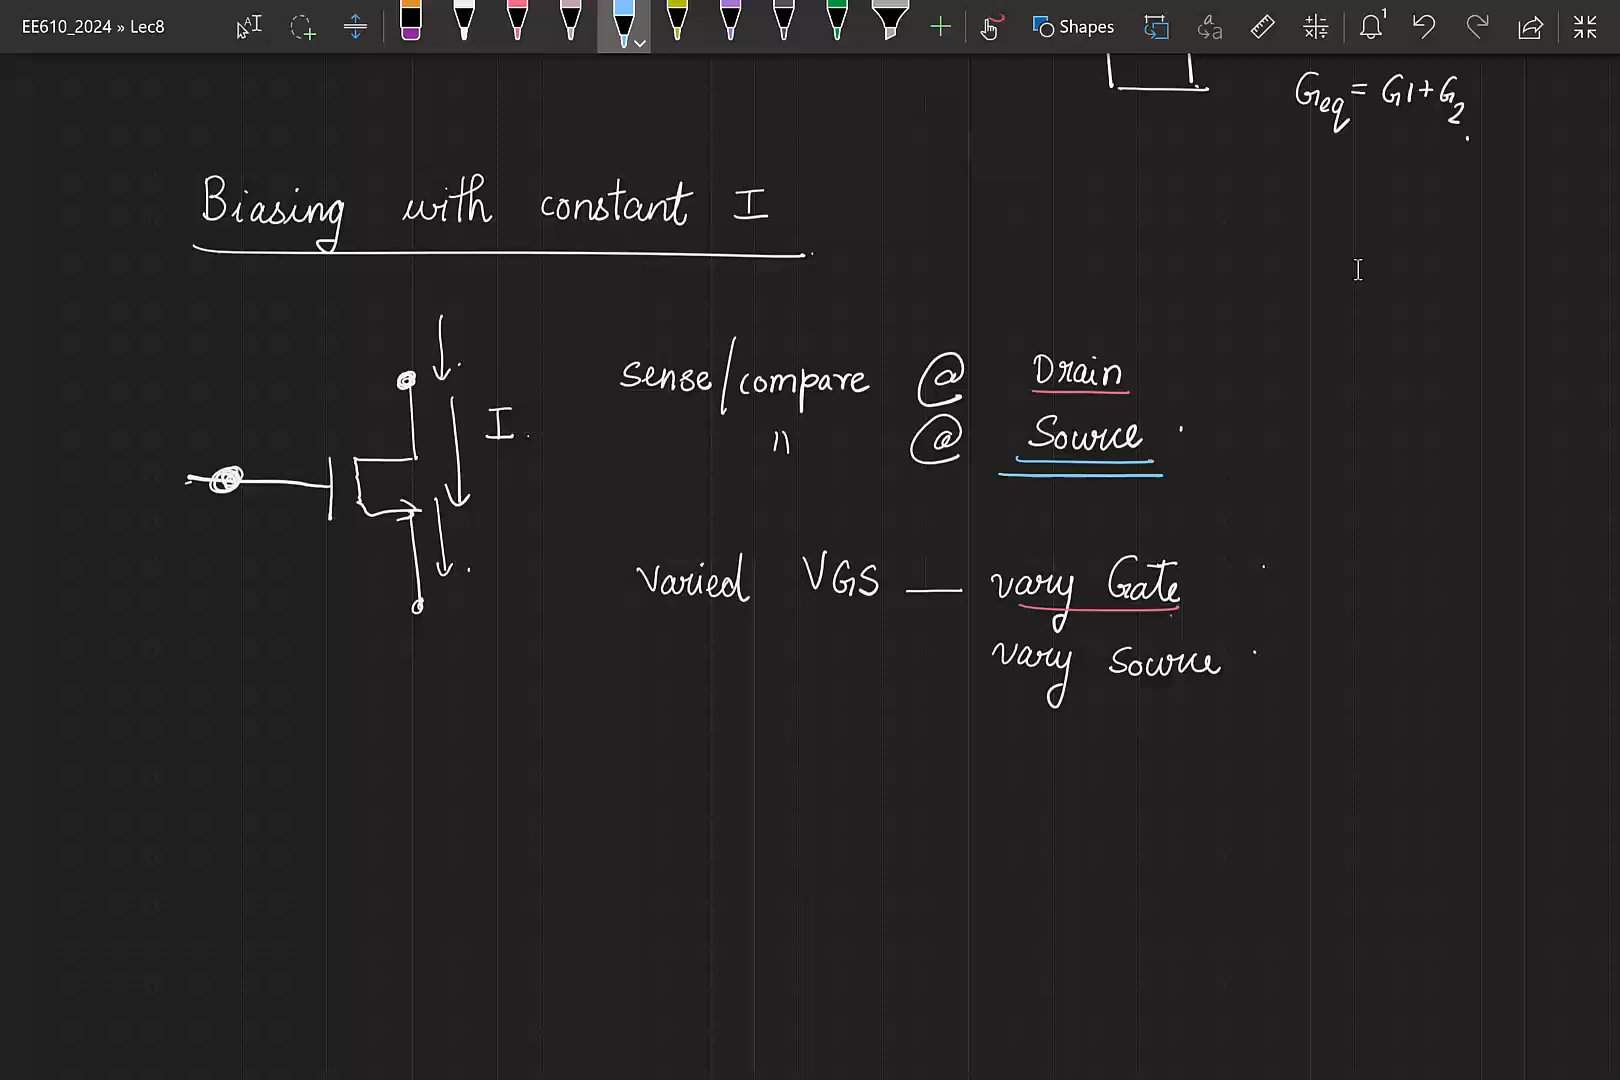 EE610_2024 » Lec8
Shapes
Geq = G1+G2
Biasing with constant I
sense/compare @ Drain
" @ Source
I
varied VGS — vary Gate
vary source